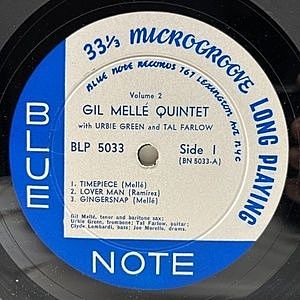 33⅓ MICROGROOVE LONG PLAYING
BLUE NOTE RECORDS 767 LEXINGTON AVE NYC
BLUE
Volume 2
GIL MELLÉ QUINTET
with URBIE GREEN and TAL FARLOW
BLP 5033
Side 1
(BN 5033-A)
1. TIMEPIECE (Mellé)
2. LOVER MAN (Ramirez)
3. GINGERSNAP (Mellé)
Gil Mellé, tenor and baritone sax;
Urbie Green, trombone; Tal Farlow, guitar;
Clyde Lombardi, bass; Joe Morello, drums.
NOTE